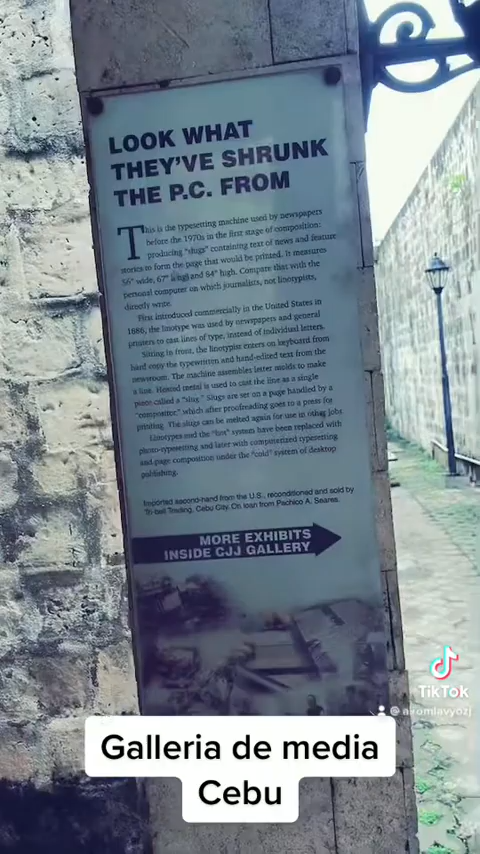 LOOK WHAT
THEY'VE SHRUNK
THE P.C. FROM
This is the typesetting machine used by newspapers
before the 1970s in the first stage of composition:
producing "slugs" containing text of news and feature
stories to form the page that would be printed. It measures
56" wide, 67" long and 84" high. Compare that with the
personal computer on which journalists, not linotypists,
directly write.
First introduced commercially in the United States in
1886, the linotype was used by newspapers and general
printers to cast lines of type, instead of individual letters.
Sitting in front, the linotypist enters on keyboard from
hard copy the typewritten and hand-edited text from the
newsroom. The machine assembles letter molds to make
a line. Heated metal is used to cast the line as a single
piece called a "slug." Slugs are set on a page handled by a
"compositor," which after proofreading goes to a press for
printing. The slugs can be melted again for use in other jobs.
Linotypes and the "hot" system have been replaced with
photo-typesetting and later with computerized typesetting
and page composition under the "cold" system of desktop
publishing.
Imported second-hand from the U.S., reconditioned and sold by
Tri-bell Trading, Cebu City. On loan from Pachico A. Seares.
MORE EXHIBITS
INSIDE CJJ GALLERY
TikTok
Galleria de media
Cebu